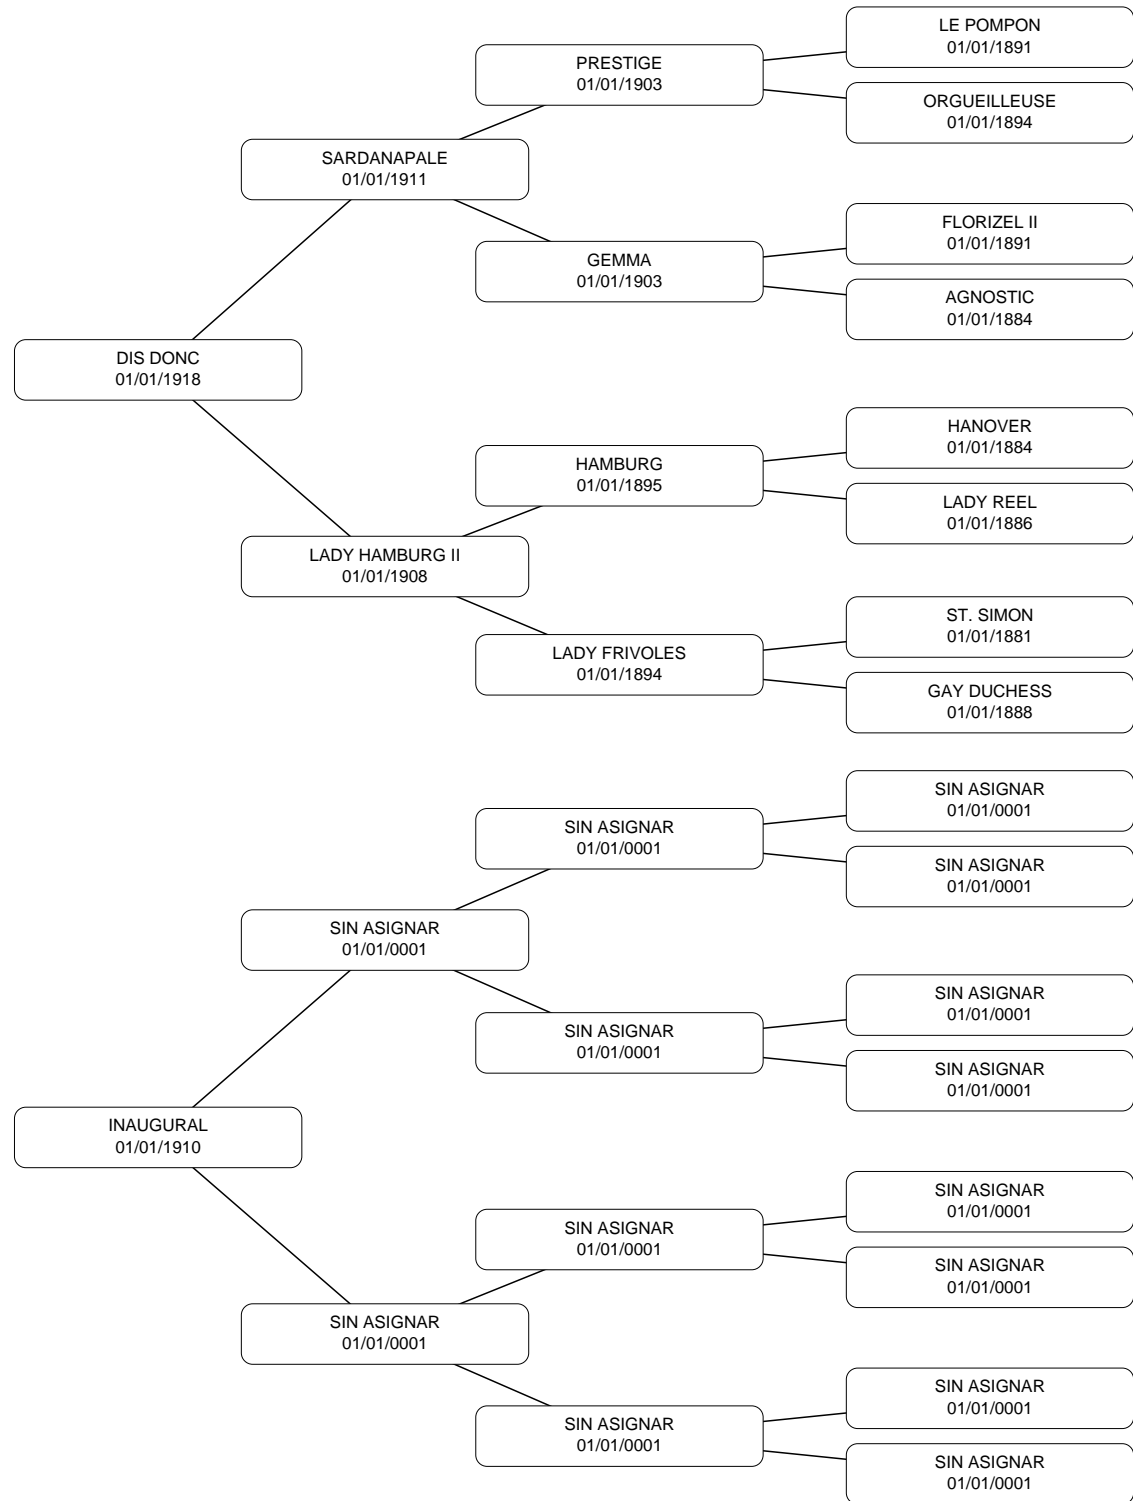 LE POMPON
01/01/1891
PRESTIGE
01/01/1903
ORGUEILLEUSE
01/01/1894
SARDANAPALE
01/01/1911
FLORIZEL II
01/01/1891
GEMMA
01/01/1903
AGNOSTIC
01/01/1884
DIS DONC
01/01/1918
HANOVER
01/01/1884
HAMBURG
01/01/1895
LADY REEL
01/01/1886
LADY HAMBURG II
01/01/1908
ST. SIMON
01/01/1881
LADY FRIVOLES
01/01/1894
GAY DUCHESS
01/01/1888
SIN ASIGNAR
01/01/0001
SIN ASIGNAR
01/01/0001
SIN ASIGNAR
01/01/0001
SIN ASIGNAR
01/01/0001
SIN ASIGNAR
01/01/0001
SIN ASIGNAR
01/01/0001
SIN ASIGNAR
01/01/0001
INAUGURAL
01/01/1910
SIN ASIGNAR
01/01/0001
SIN ASIGNAR
01/01/0001
SIN ASIGNAR
01/01/0001
SIN ASIGNAR
01/01/0001
SIN ASIGNAR
01/01/0001
SIN ASIGNAR
01/01/0001
SIN ASIGNAR
01/01/0001